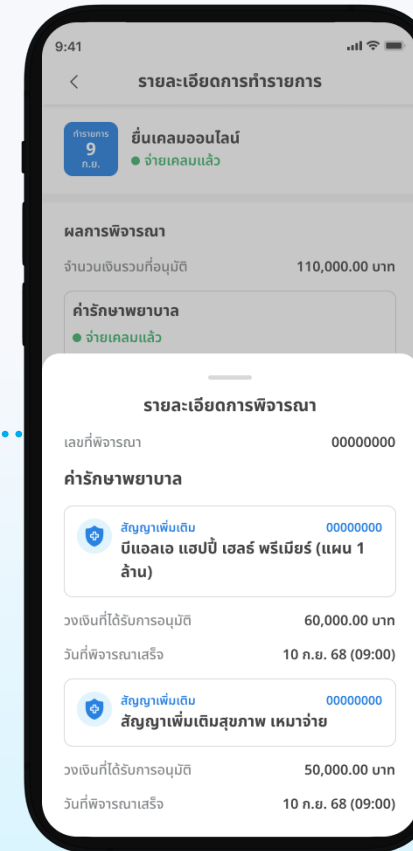 9:41
รายละเอียดการทำรายการ
ทำรายการ
9
ก.ย.
ยื่นเคลมออนไลน์
จ่ายเคลมแล้ว
ผลการพิจารณา
จำนวนเงินรวมที่อนุมัติ 110,000.00 บาท
ค่ารักษาพยาบาล
จ่ายเคลมแล้ว
รายละเอียดการพิจารณา
เลขที่พิจารณา 00000000
ค่ารักษาพยาบาล
สัญญาเพิ่มเติม 00000000
บีแอลเอ แฮปปี้ เฮลธ์ พรีเมียร์ (แผน 1
ล้าน)
วงเงินที่ได้รับการอนุมัติ 60,000.00 บาท
วันที่พิจารณาเสร็จ 10 ก.ย. 68 (09:00)
สัญญาเพิ่มเติม 00000000
สัญญาเพิ่มเติมสุขภาพ เหมาจ่าย
วงเงินที่ได้รับการอนุมัติ 50,000.00 บาท
วันที่พิจารณาเสร็จ 10 ก.ย. 68 (09:00)